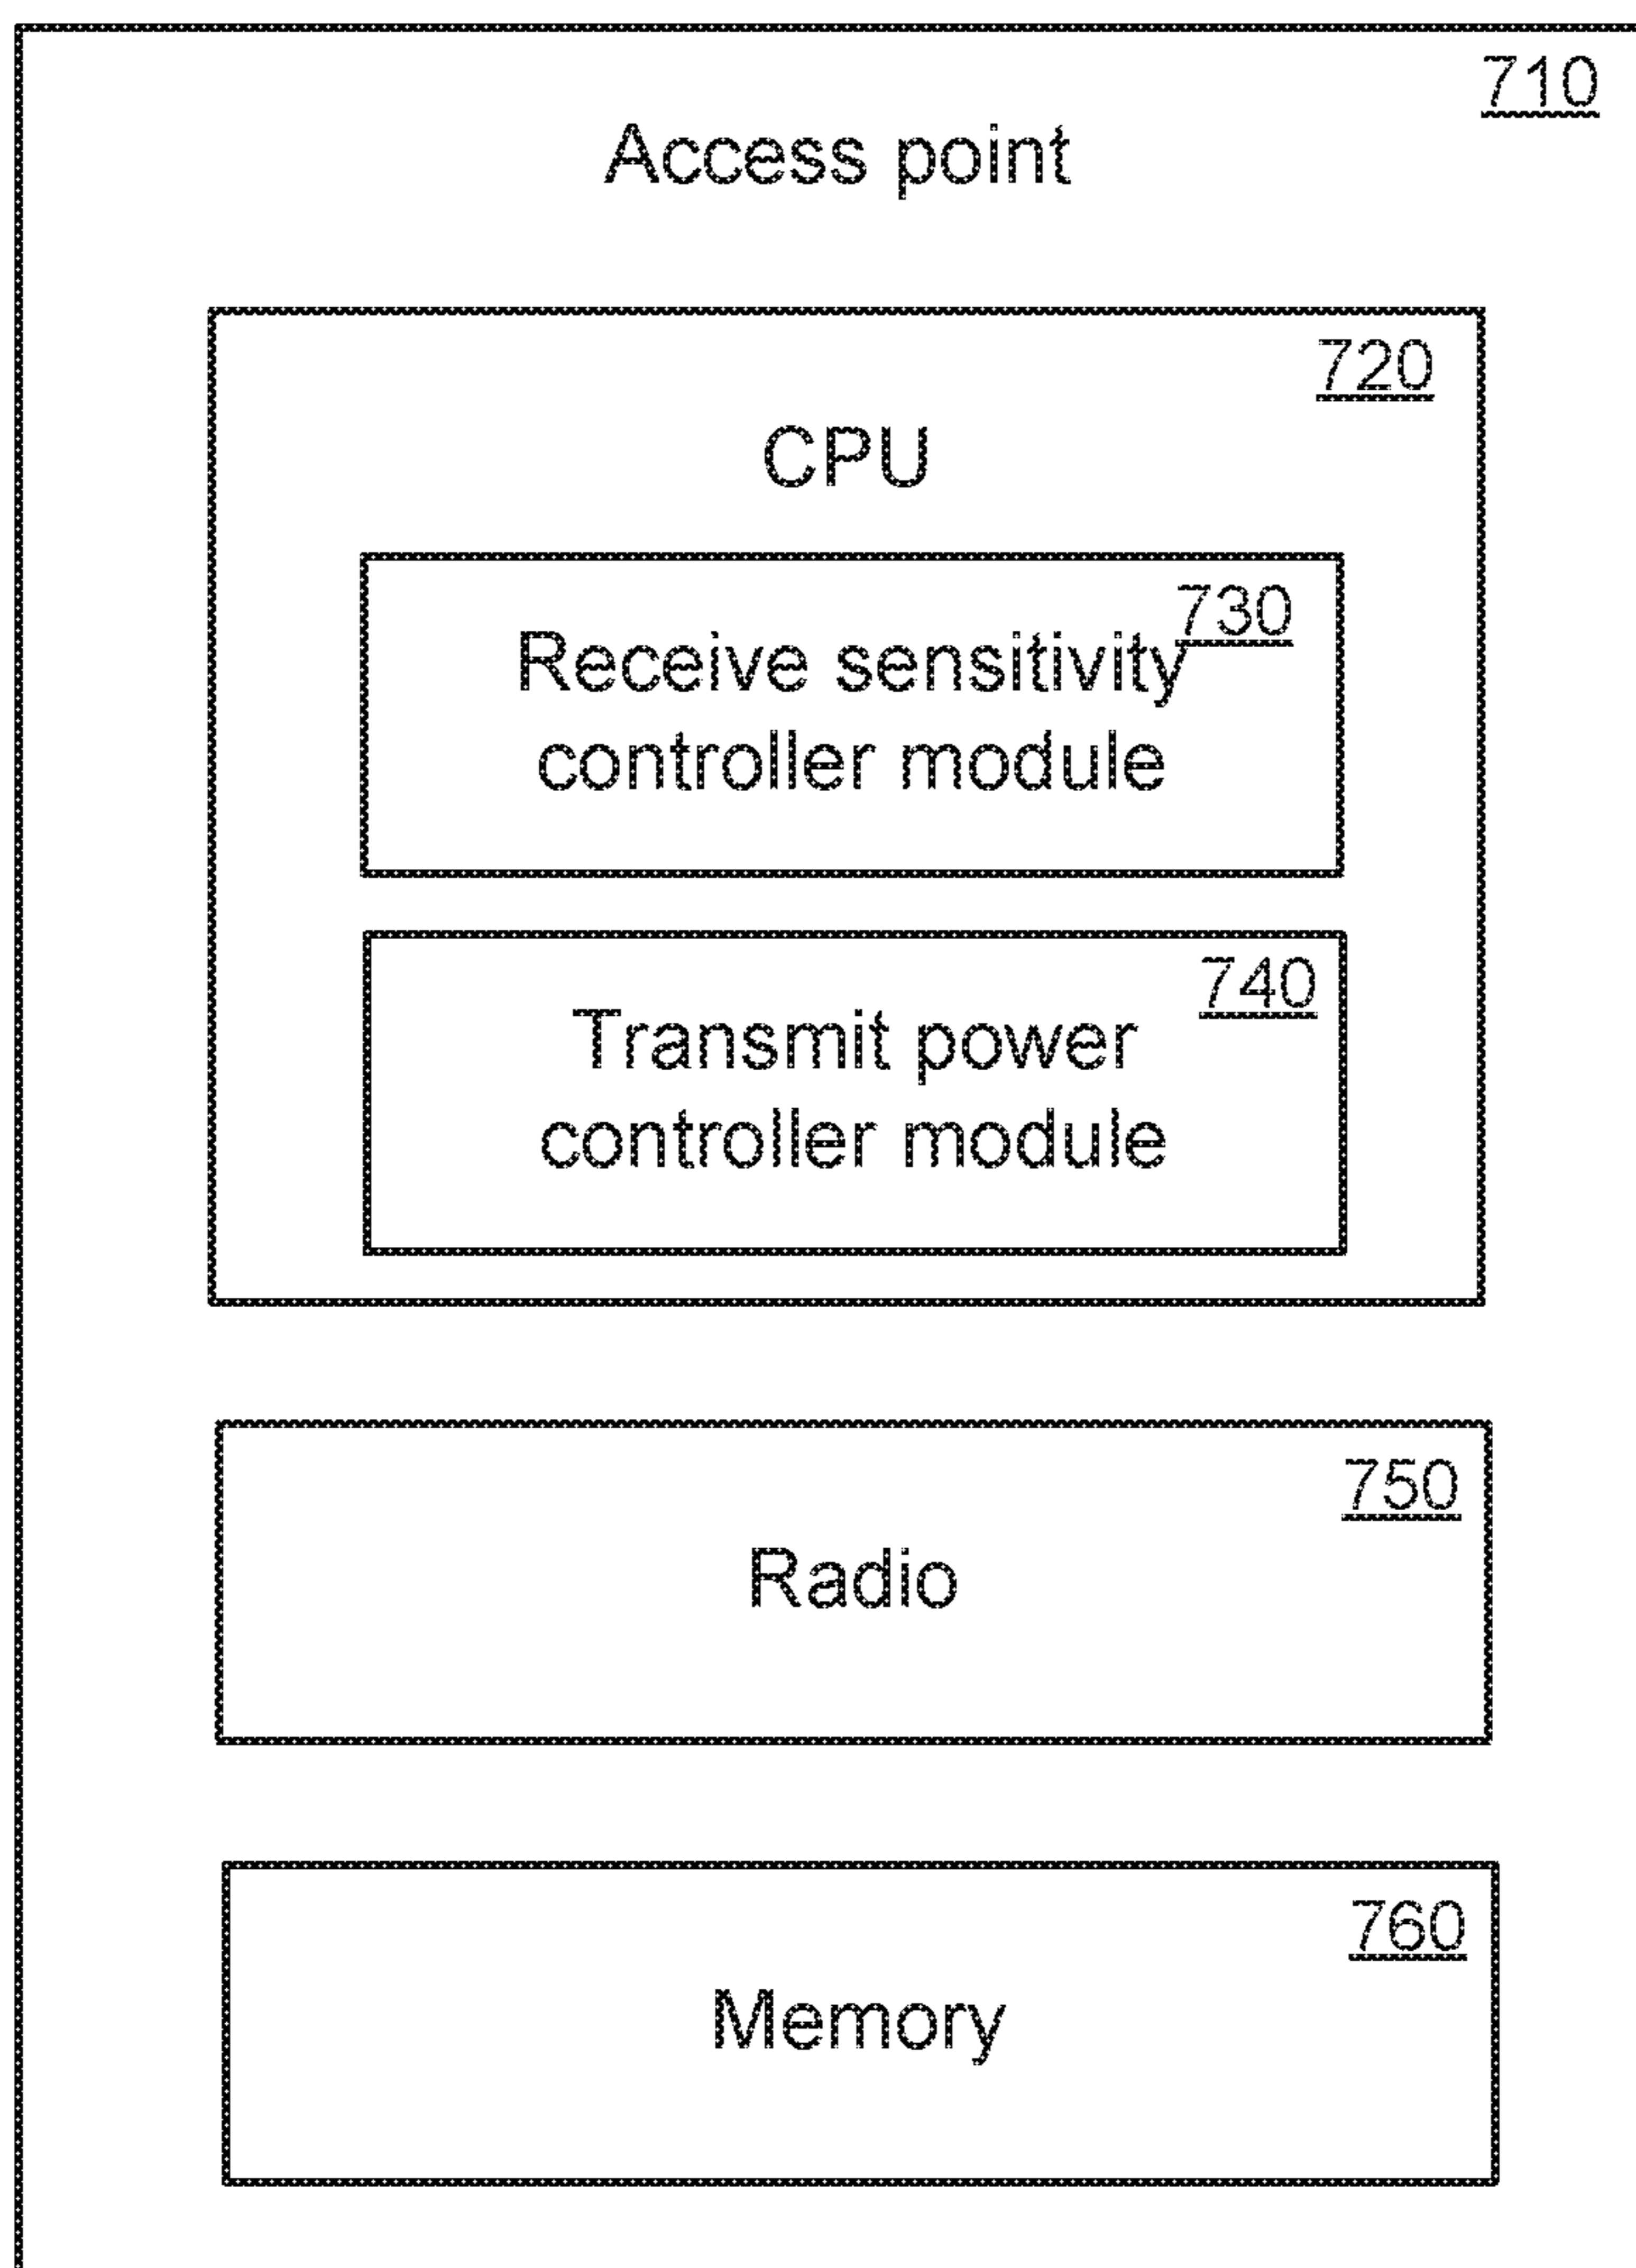 710
Access point
720
CPU
730
Receive sensitivity
controller module
740
Transmit power
controller module
750
Radio
760
Memory